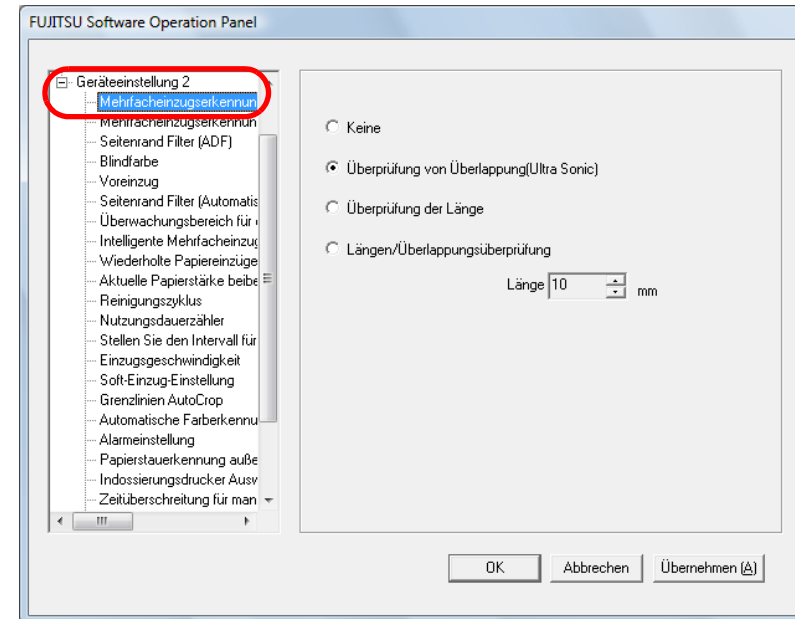 FUJITSU Software Operation Panel
Geräteeinstellung 2
Mehrfacheinzugserkennun
Mehrfacheinzugserkennun
Seitenrand Filter (ADF)
Blindfarbe
Voreinzug
Seitenrand Filter (Automatis
Überwachungsbereich für
Intelligente Mehrfacheinzug
Wiederholte Papiereinzüge
Aktuelle Papierstärke beibe
Reinigungszyklus
Nutzungsdauerzähler
Stellen Sie den Intervall für
Einzugsgeschwindigkeit
Soft-Einzug-Einstellung
Grenzlinien AutoCrop
Automatische Farberkennu
Alarmeinstellung
Papierstauerkennung auße
Indossierungsdrucker Ausw
Zeitüberschreitung für man
Keine
Überprüfung von Überlappung(Ultra Sonic)
Überprüfung der Länge
Längen/Überlappungsüberprüfung
Länge 10 mm
OK Abbrechen Übernehmen (A)